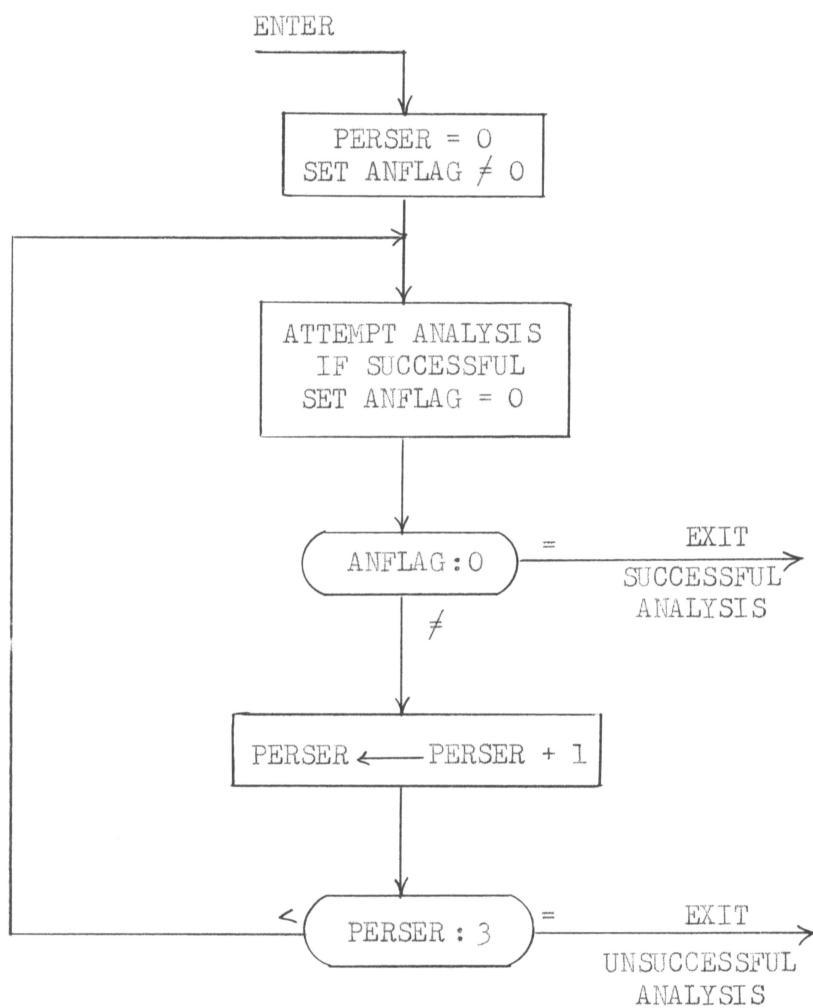 ENTER
PERSER = 0
SET ANFLAG ≠ 0
ATTEMPT ANALYSIS
IF SUCCESSFUL
SET ANFLAG = 0
ANFLAG:0
=
EXIT
SUCCESSFUL
ANALYSIS
≠
PERSER ← PERSER + 1
<
PERSER : 3
=
EXIT
UNSUCCESSFUL
ANALYSIS